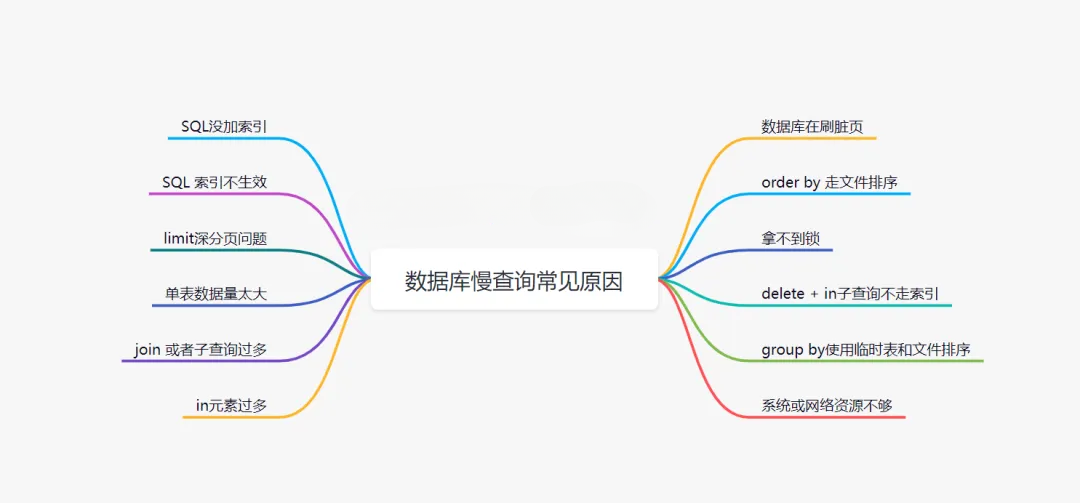 数据库慢查询常见原因
SQL没加索引
SQL 索引不生效
limit深分页问题
单表数据量太大
join 或者子查询过多
in元素过多
数据库在刷脏页
order by 走文件排序
拿不到锁
delete + in子查询不走索引
group by使用临时表和文件排序
系统或网络资源不够